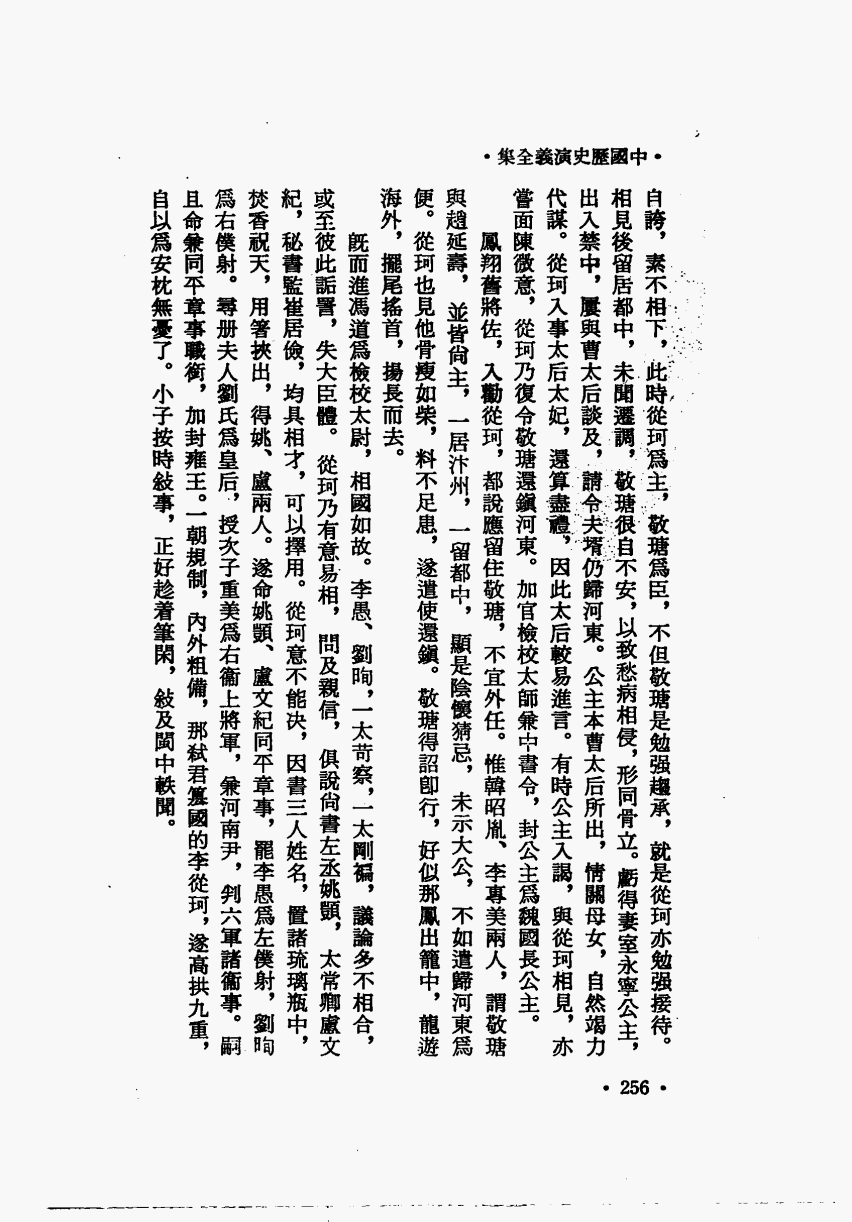 •中國歷史演義全集•
自誇，素不相下，此時從珂爲主，敬瑭爲臣，不但敬瑭是勉强趨承，就是從珂亦勉强接待。
相見後留居都中，未聞遷調，敬瑭很自不安，以致愁病相侵，形同骨立。虧得妻室永寧公主，
出入禁中，屢與曹太后談及，請令夫壻仍歸河東。公主本曹太后所出，情關母女，自然竭力
代謀。從珂入事太后太妃，還算盡禮，因此太后較易進言。有時公主入謁，與從珂相見，亦
嘗面陳微意，從珂乃復令敬瑭還鎭河東。加官檢校太師兼中書令，封公主爲魏國長公主。
鳳翔舊將佐，入勸從珂，都說應留住敬瑭，不宜外任。惟韓昭胤、李專美兩人，謂敬瑭
與趙延壽，並皆尙主，一居汴州，一留都中，顯是陰懷猜忌，未示大公，不如遣歸河東爲
便。從珂也見他骨瘦如柴，料不足患，遂遣使還鎭。敬瑭得詔卽行，好似那鳳出籠中，龍遊
海外，擺尾搖首，揚長而去。
旣而進馮道爲檢校太尉，相國如故。李愚、劉昫，一太苛察，一太剛褊，議論多不相合，
或至彼此詬詈，失大臣體。從珂乃有意易相，問及親信，俱說尙書左丞姚顗，太常卿盧文
紀，秘書監崔居儉，均具相才，可以擇用。從珂意不能决，因書三人姓名，置諸琉璃瓶中，
焚香祝天，用箸挾出，得姚、盧兩人。遂命姚顗、盧文紀同平章事，罷李愚爲左僕射，劉昫
爲右僕射。尋册夫人劉氏爲皇后，授次子重美爲右衞上將軍，兼河南尹，判六軍諸衞事。嗣
且命兼同平章事職銜，加封雍王。一朝規制，內外粗備，那弑君篡國的李從珂，遂高拱九重，
自以爲安枕無憂了。小子按時敍事，正好趁着筆閑，敍及閩中軼聞。
• 256 •